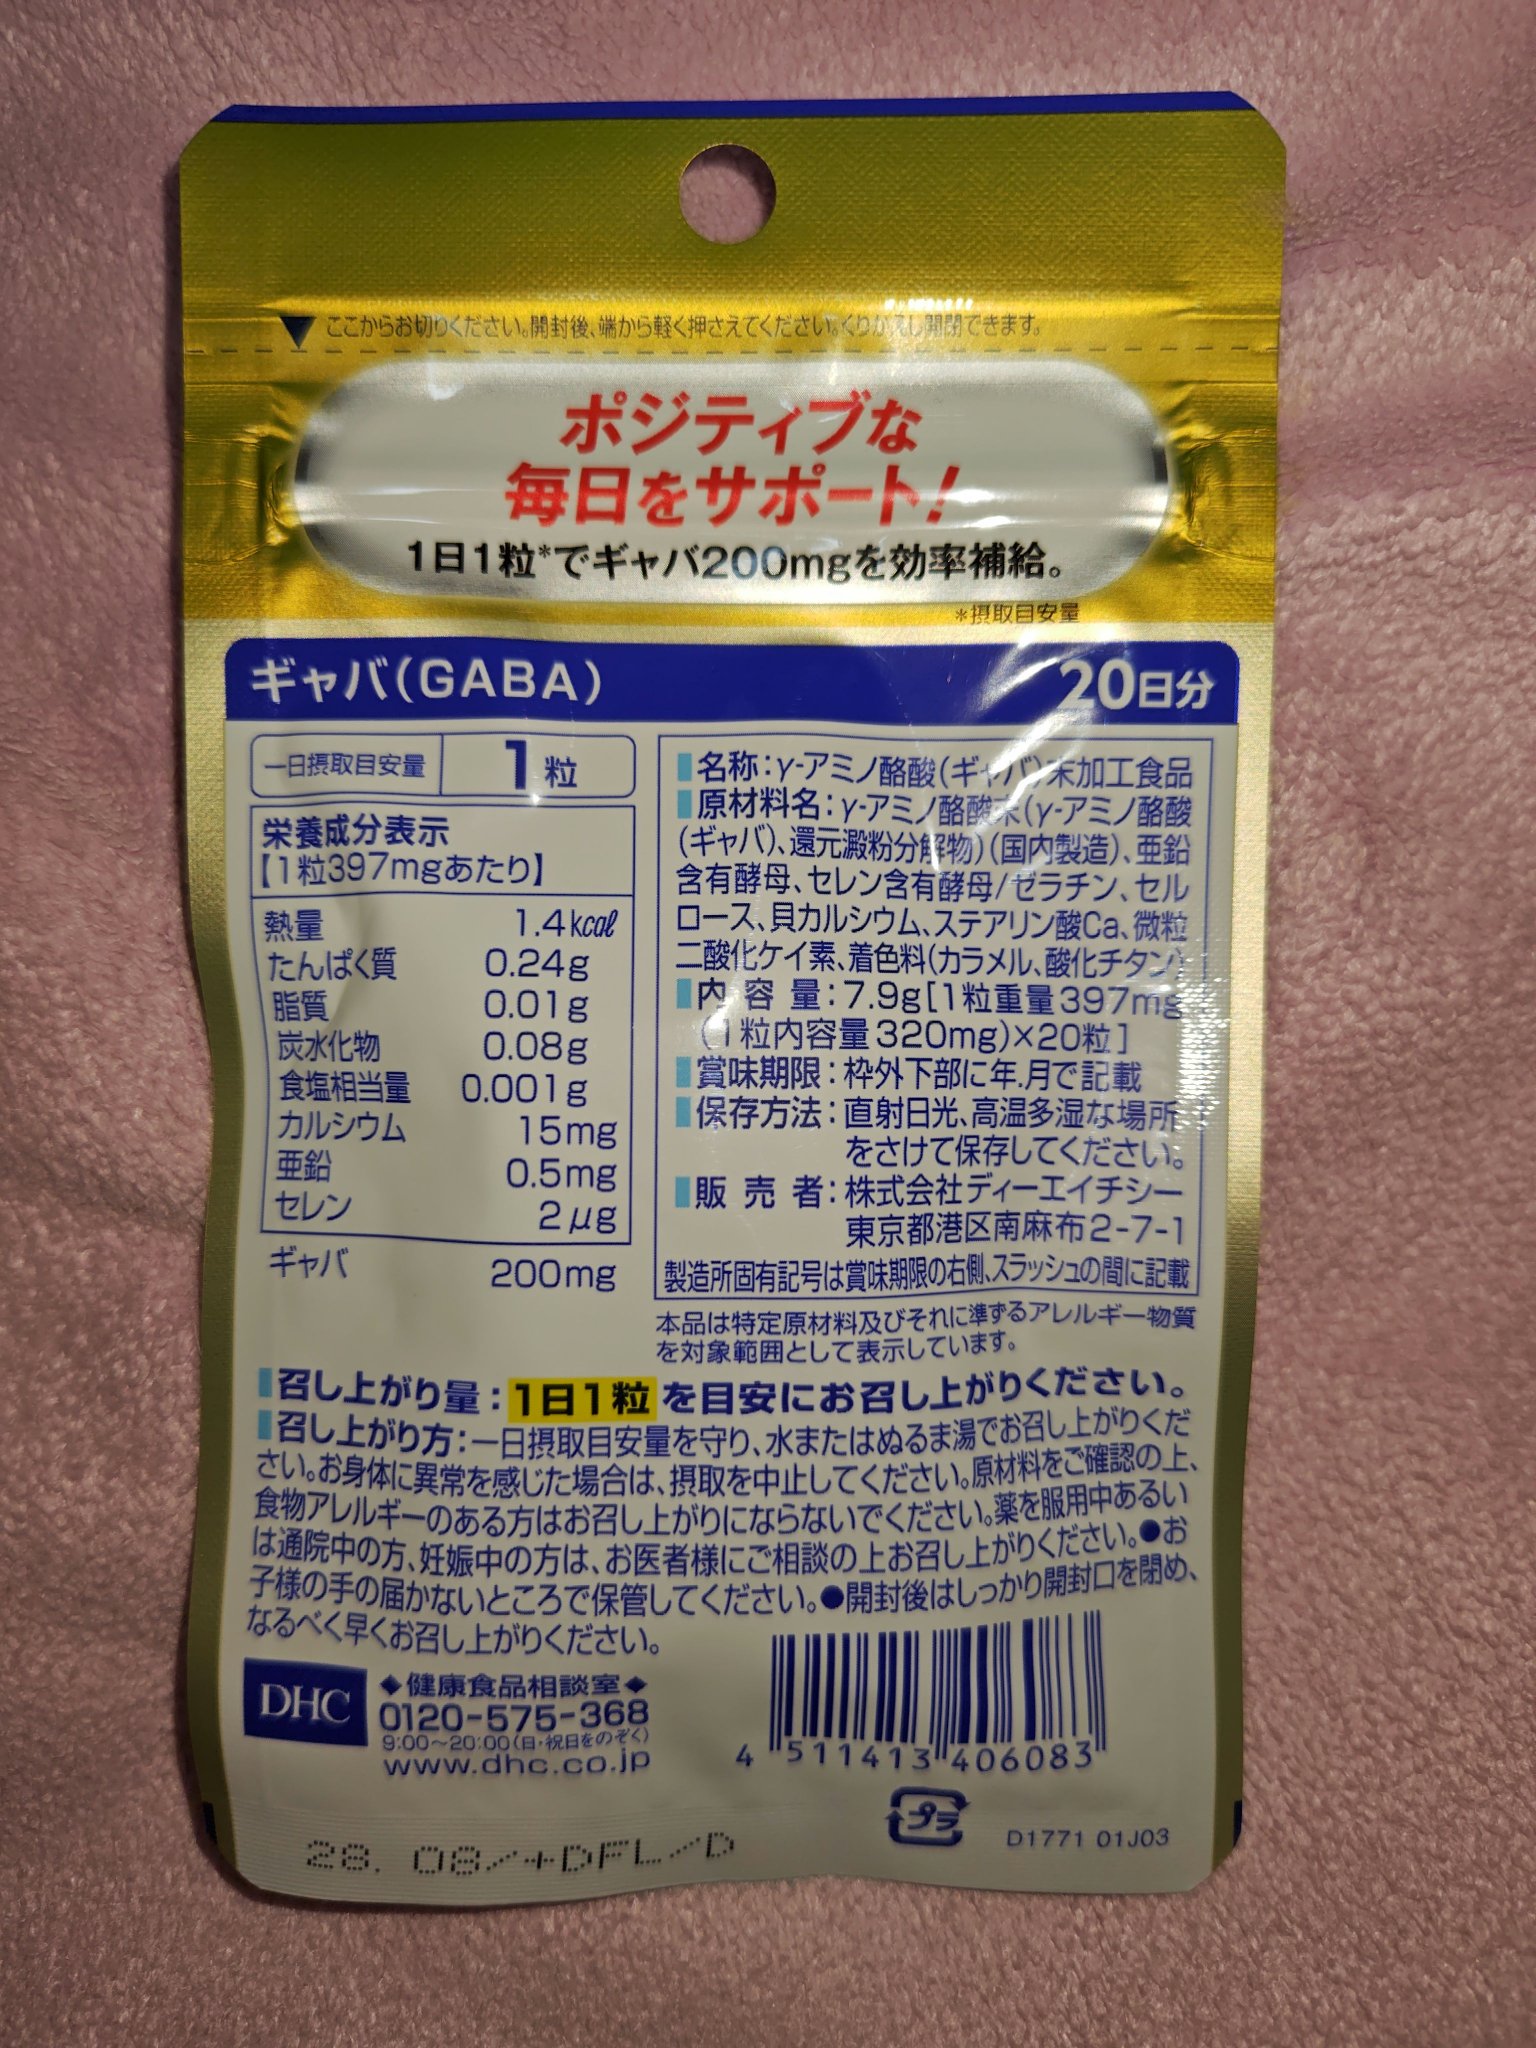 ここからお切りください。開封後、端から軽く押さえてください。くりかえし開閉できます。
ポジティブな
毎日をサポート!
1日1粒*でギャバ200mgを効率補給。
*摂取目安量
ギャバ(GABA)
20日分
一日摂取目安量 1粒
栄養成分表示
【1粒397mgあたり】
熱量 1.4kcal
たんぱく質 0.24g
脂質 0.01g
炭水化物 0.08g
食塩相当量 0.001g
カルシウム 15mg
亜鉛 0.5mg
セレン 2μg
ギャバ 200mg
名称:γ-アミノ酪酸(ギャバ)末加工食品
原材料名:γ-アミノ酪酸末(γ-アミノ酪酸
(ギャバ)、還元澱粉分解物)(国内製造)、亜鉛
含有酵母、セレン含有酵母/ゼラチン、セル
ロース、貝カルシウム、ステアリン酸Ca、微粒
二酸化ケイ素、着色料(カラメル、酸化チタン)
内容量:7.9g[1粒重量397mg
(1粒内容量320mg)×20粒]
賞味期限:枠外下部に年.月で記載
保存方法:直射日光、高温多湿な場所
をさけて保存してください。
販売者:株式会社ディーエイチシー
東京都港区南麻布2-7-1
製造所固有記号は賞味期限の右側、スラッシュの間に記載
本品は特定原材料及びそれに準ずるアレルギー物質
を対象範囲として表示しています。
召し上がり量:1日1粒を目安にお召し上がりください。
召し上がり方:一日摂取目安量を守り、水またはぬるま湯でお召し上がりくだ
さい。お身体に異常を感じた場合は、摂取を中止してください。原材料をご確認の上、
食物アレルギーのある方はお召し上がりにならないでください。薬を服用中あるい
は通院中の方、妊娠中の方は、お医者様にご相談の上お召し上がりください。●お
子様の手の届かないところで保管してください。●開封後はしっかり開封口を閉め、
なるべく早くお召し上がりください。
DHC
◆健康食品相談室◆
0120-575-368
9:00〜20:00(日・祝日をのぞく)
www.dhc.co.jp
4 511413 406083
プラ
D1771 01J03
28. 08/+DFL/D